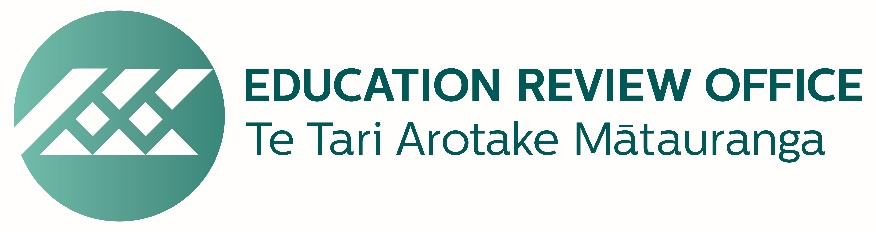 EDUCATION REVIEW OFFICE
Te Tari Arotake Mātauranga